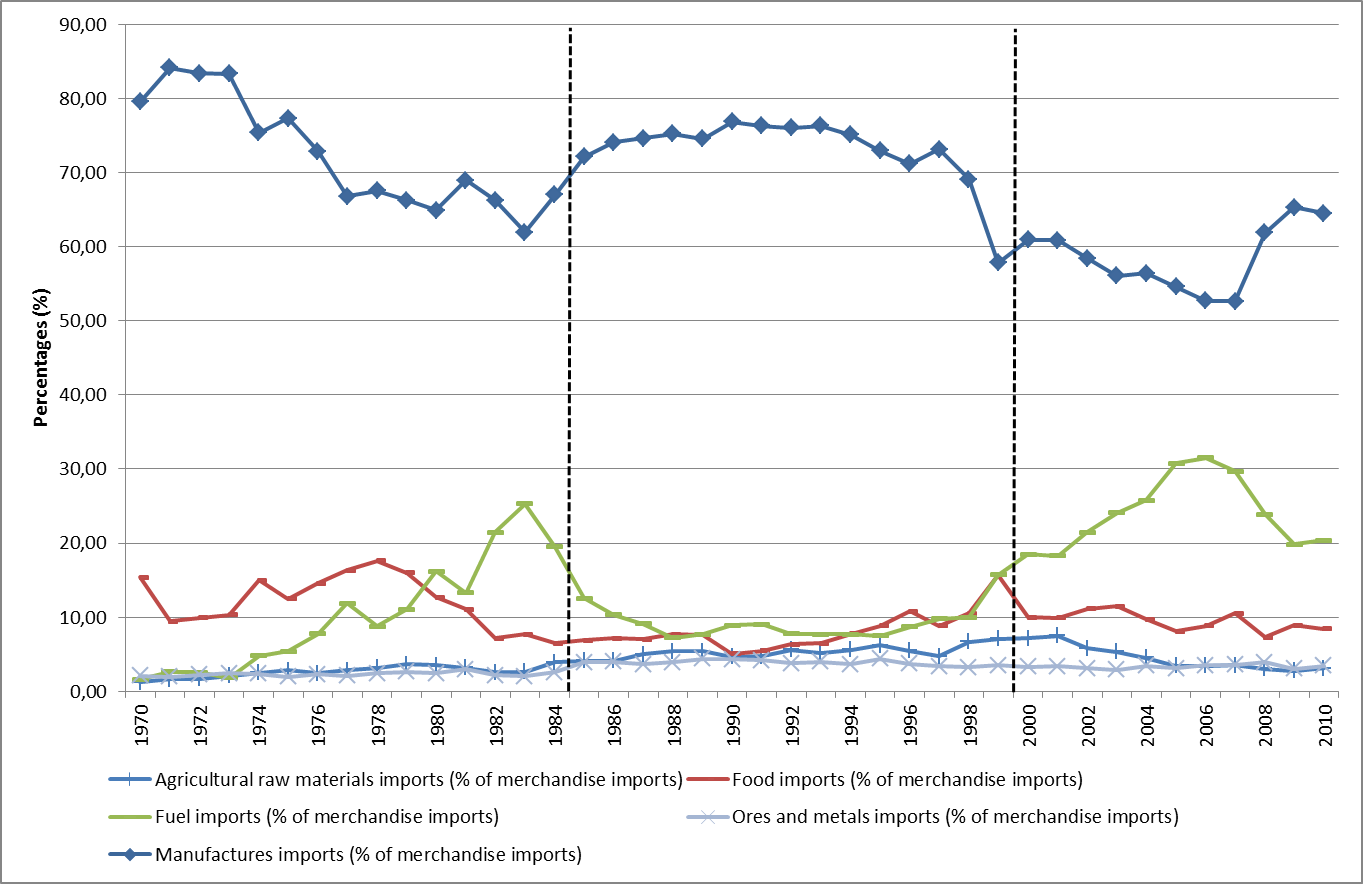 90,00
80,00
70,00
60,00
50,00
40,00
30,00
20,00
10,00
0,00
Percentages (%)
1970 1972 1974 1976 1978 1980 1982 1984 1986 1988 1990 1992 1994 1996 1998 2000 2002 2004 2006 2008 2010
Agricultural raw materials imports (% of merchandise imports) Food imports (% of merchandise imports)
Fuel imports (% of merchandise imports) Ores and metals imports (% of merchandise imports)
Manufactures imports (% of merchandise imports)